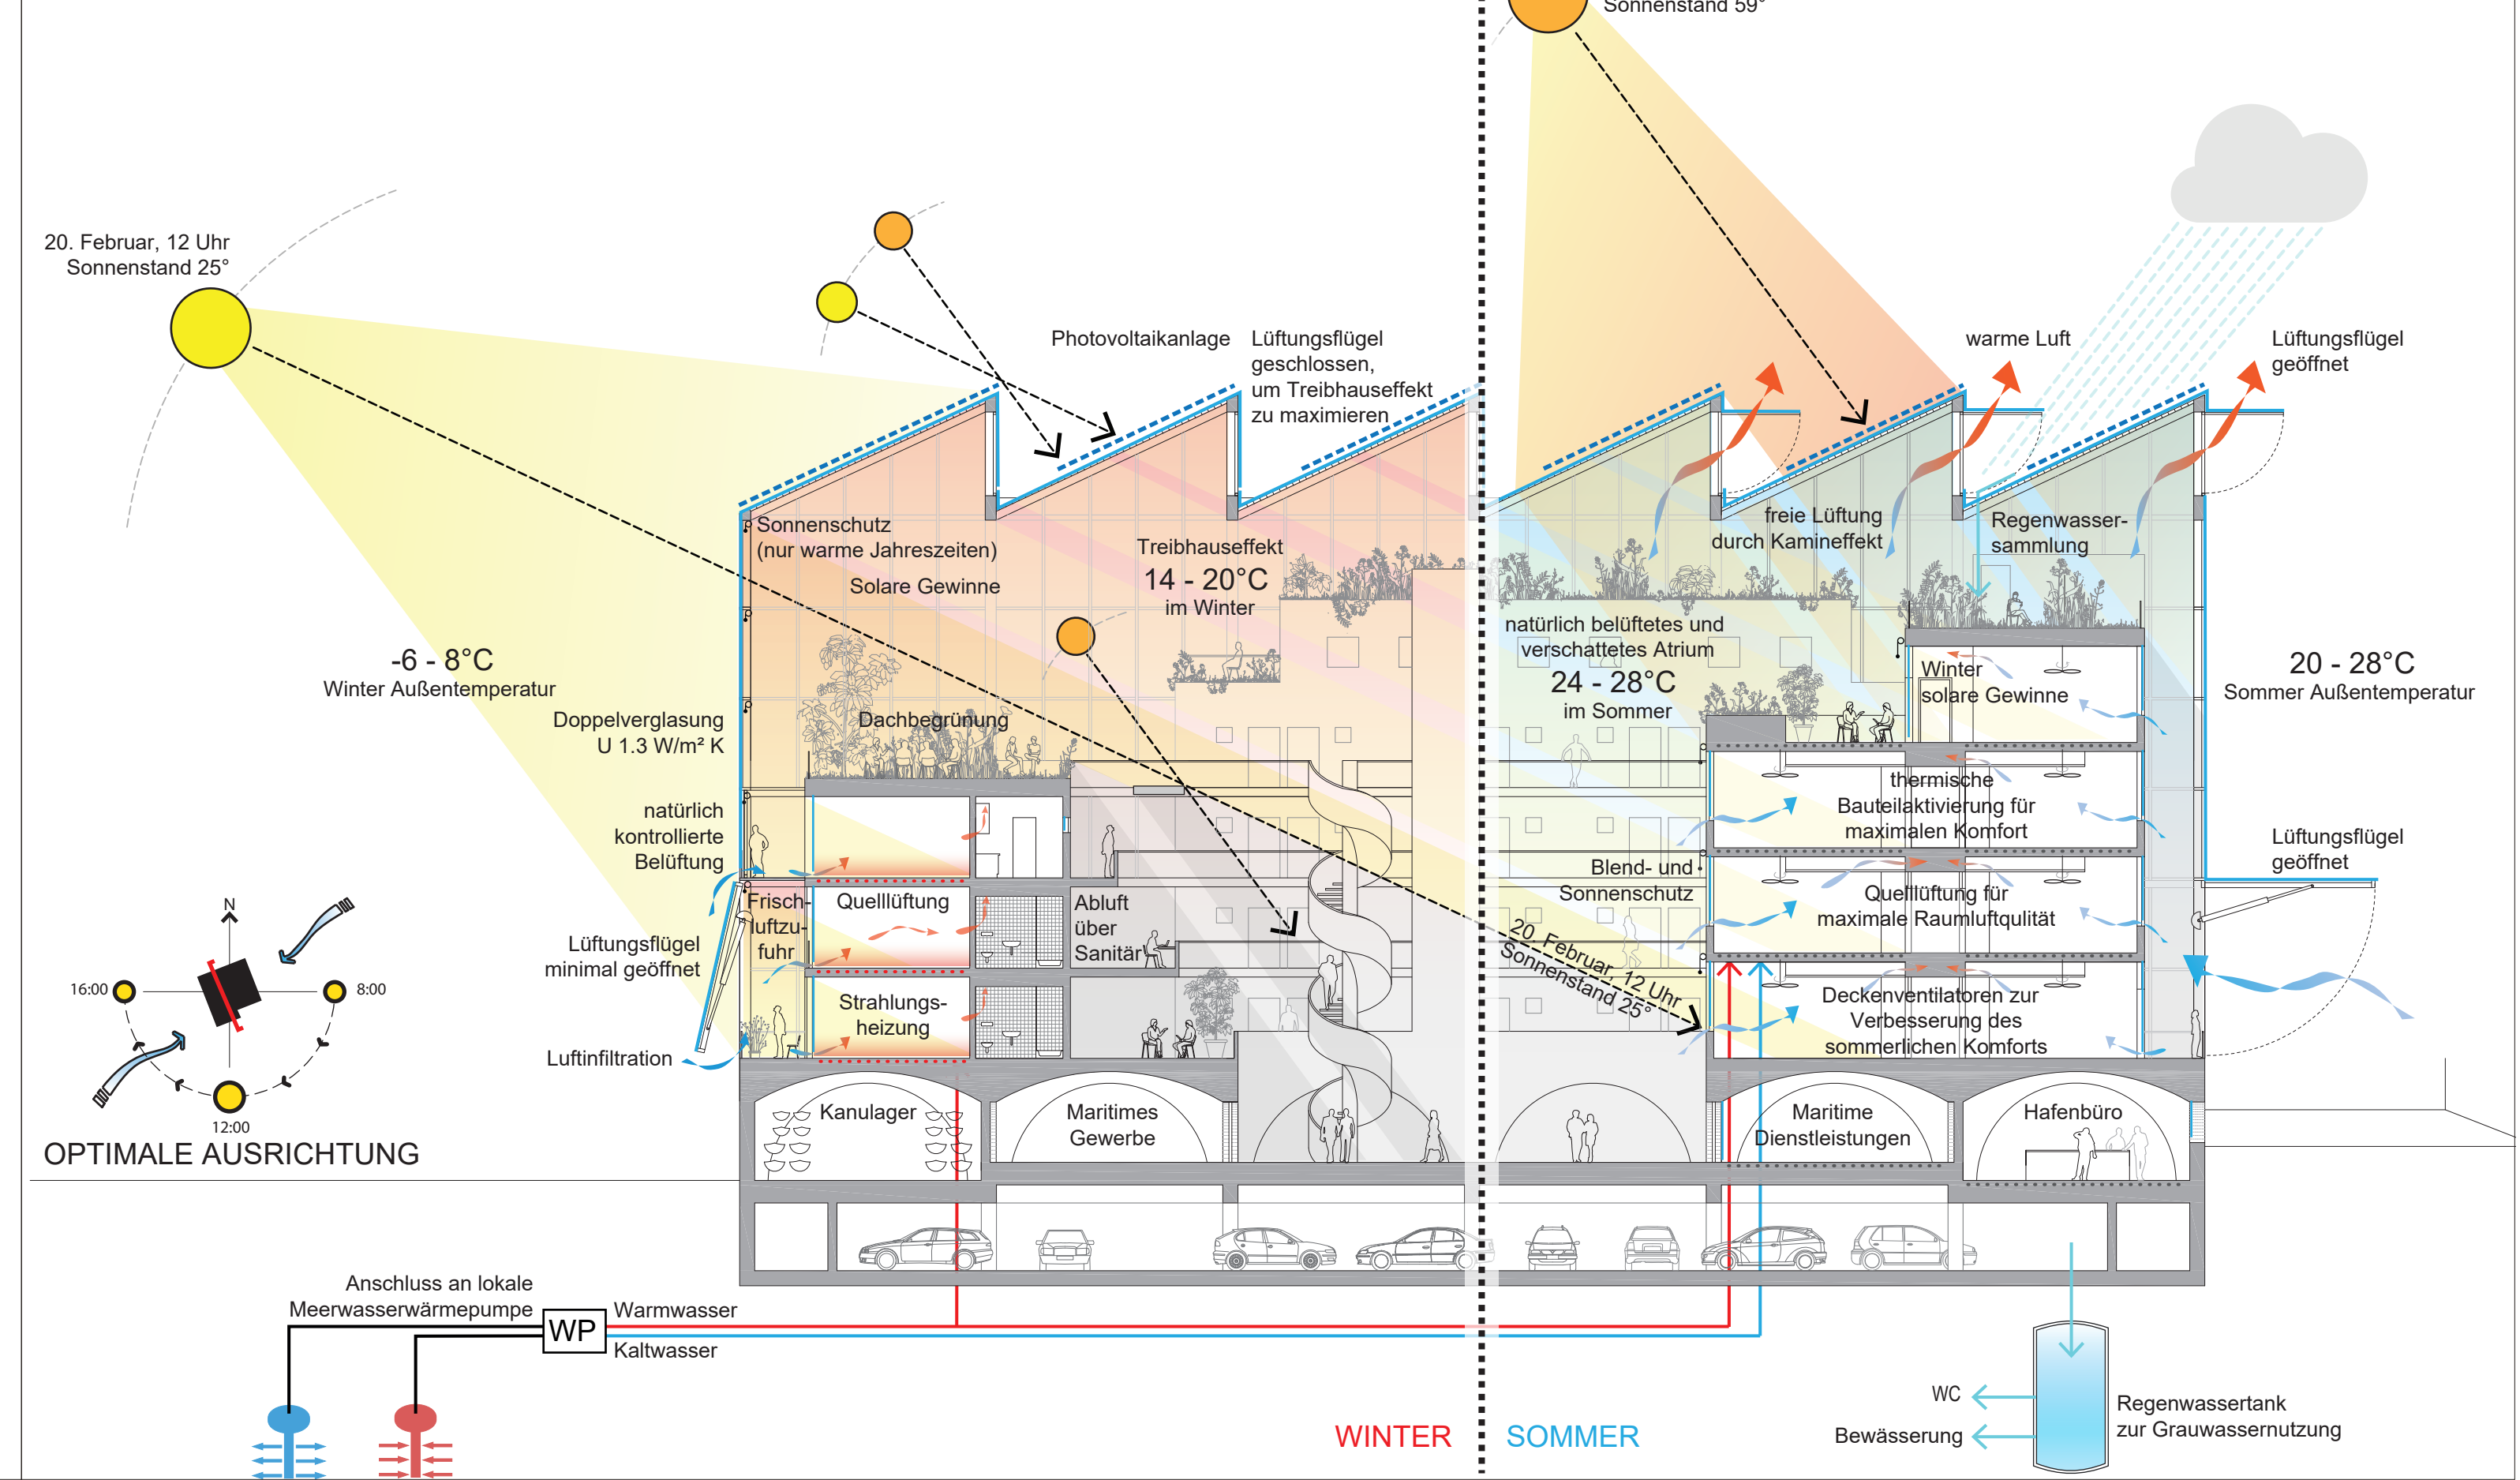 Sonnenstand 59°
20. Februar, 12 Uhr
Sonnenstand 25°
Photovoltaikanlage
Lüftungsflügel
geschlossen,
um Treibhauseffekt
zu maximieren
warme Luft
Lüftungsflügel
geöffnet
Sonnenschutz
(nur warme Jahreszeiten)
Solare Gewinne
Treibhauseffekt
14 - 20°C
im Winter
freie Lüftung
durch Kamineffekt
Regenwasser-
sammlung
-6 - 8°C
Winter Außentemperatur
Doppelverglasung
U 1.3 W/m² K
Dachbegrünung
natürlich belüftetes und
verschattetes Atrium
24 - 28°C
im Sommer
Winter
solare Gewinne
20 - 28°C
Sommer Außentemperatur
natürlich
kontrollierte
Belüftung
thermische
Bauteilaktivierung für
maximalen Komfort
Lüftungsflügel
geöffnet
Blend- und
Sonnenschutz
Frisch-
luftzu-
fuhr
Quelllüftung
Abluft
über
Sanitär
Quelllüftung für
maximale Raumluftqulität
Lüftungsflügel
minimal geöffnet
20. Februar, 12 Uhr
Sonnenstand 25°
Strahlungs-
heizung
Deckenventilatoren zur
Verbesserung des
sommerlichen Komforts
Luftinfiltration
N
16:00
8:00
12:00
OPTIMALE AUSRICHTUNG
Kanulager
Maritimes
Gewerbe
Maritime
Dienstleistungen
Hafenbüro
Anschluss an lokale
Meerwasserwärmepumpe
WP
Warmwasser
Kaltwasser
WINTER
SOMMER
WC
Bewässerung
Regenwassertank
zur Grauwassernutzung